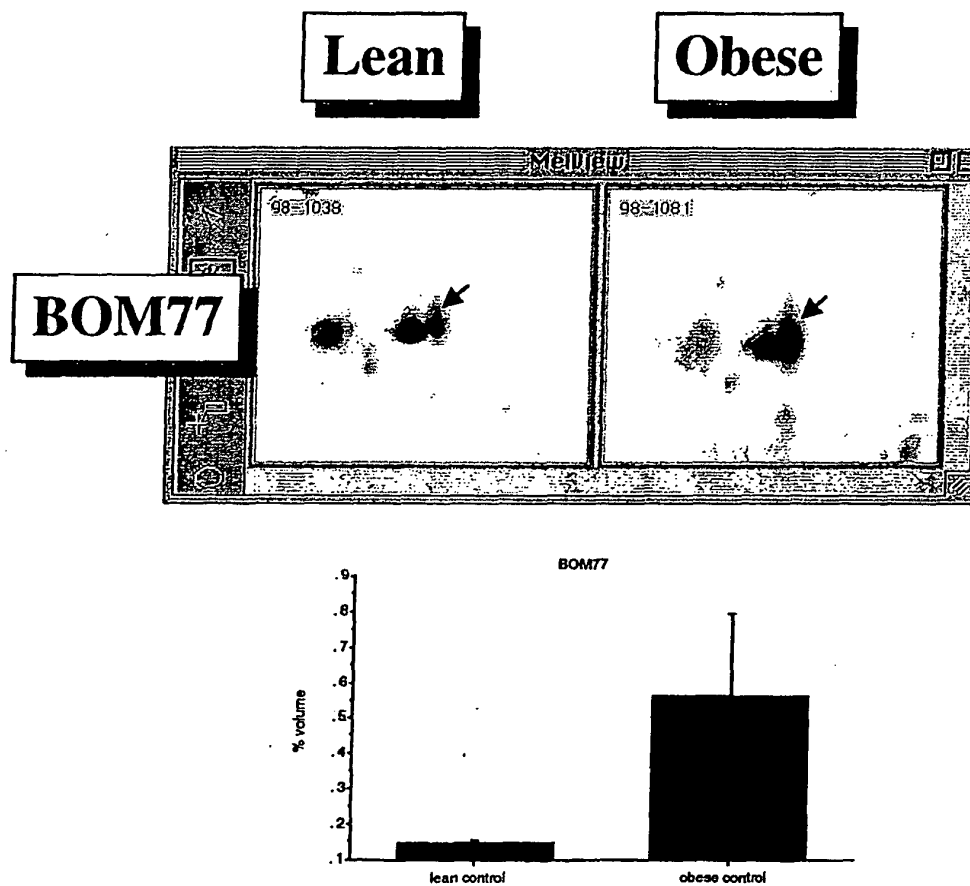 Lean
Obese
MelView
98-1038
98-1081
BOM77
BOM77
.9
.8
.7
.6
.5
.4
.3
.2
.1
% volume
lean control
obese control